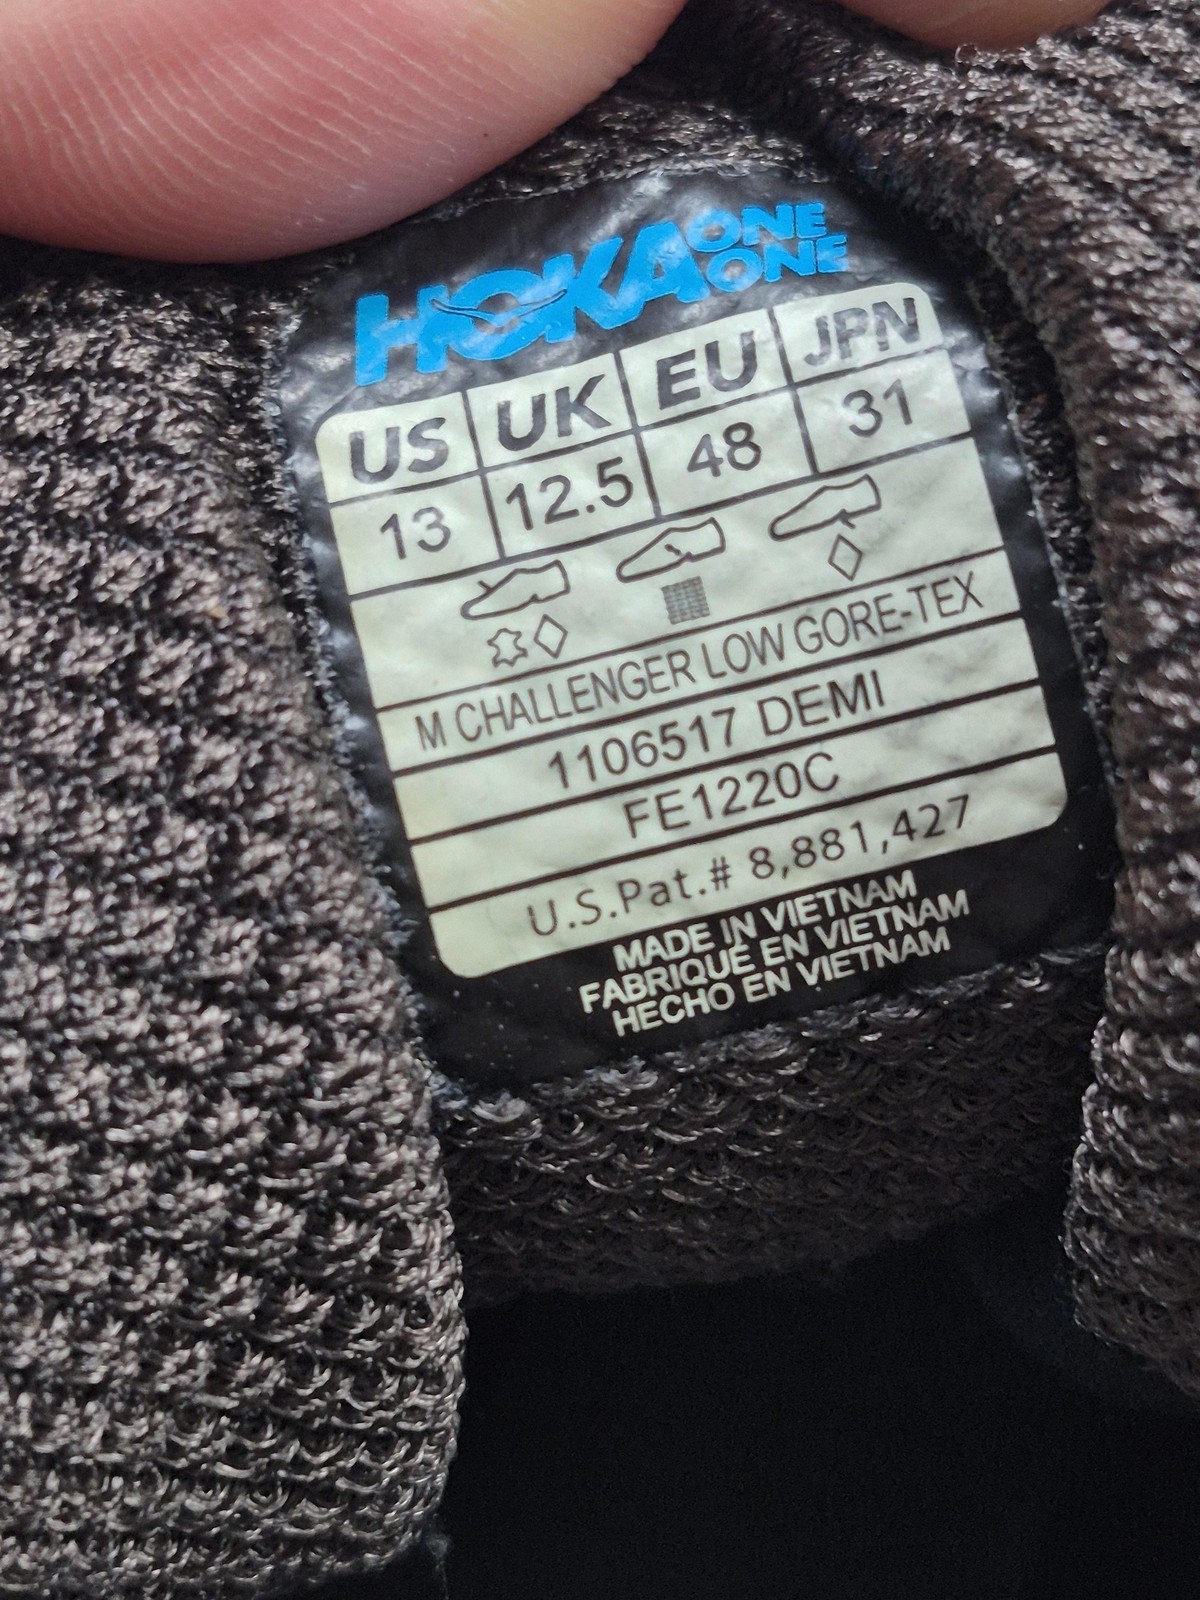 HOKA ONE ONE
US UK EU JPN
13 12.5 48 31
M CHALLENGER LOW GORE-TEX
1106517 DEMI
FE1220C
U.S.Pat.# 8,881,427
MADE IN VIETNAM
FABRIQUE EN VIETNAM
HECHO EN VIETNAM